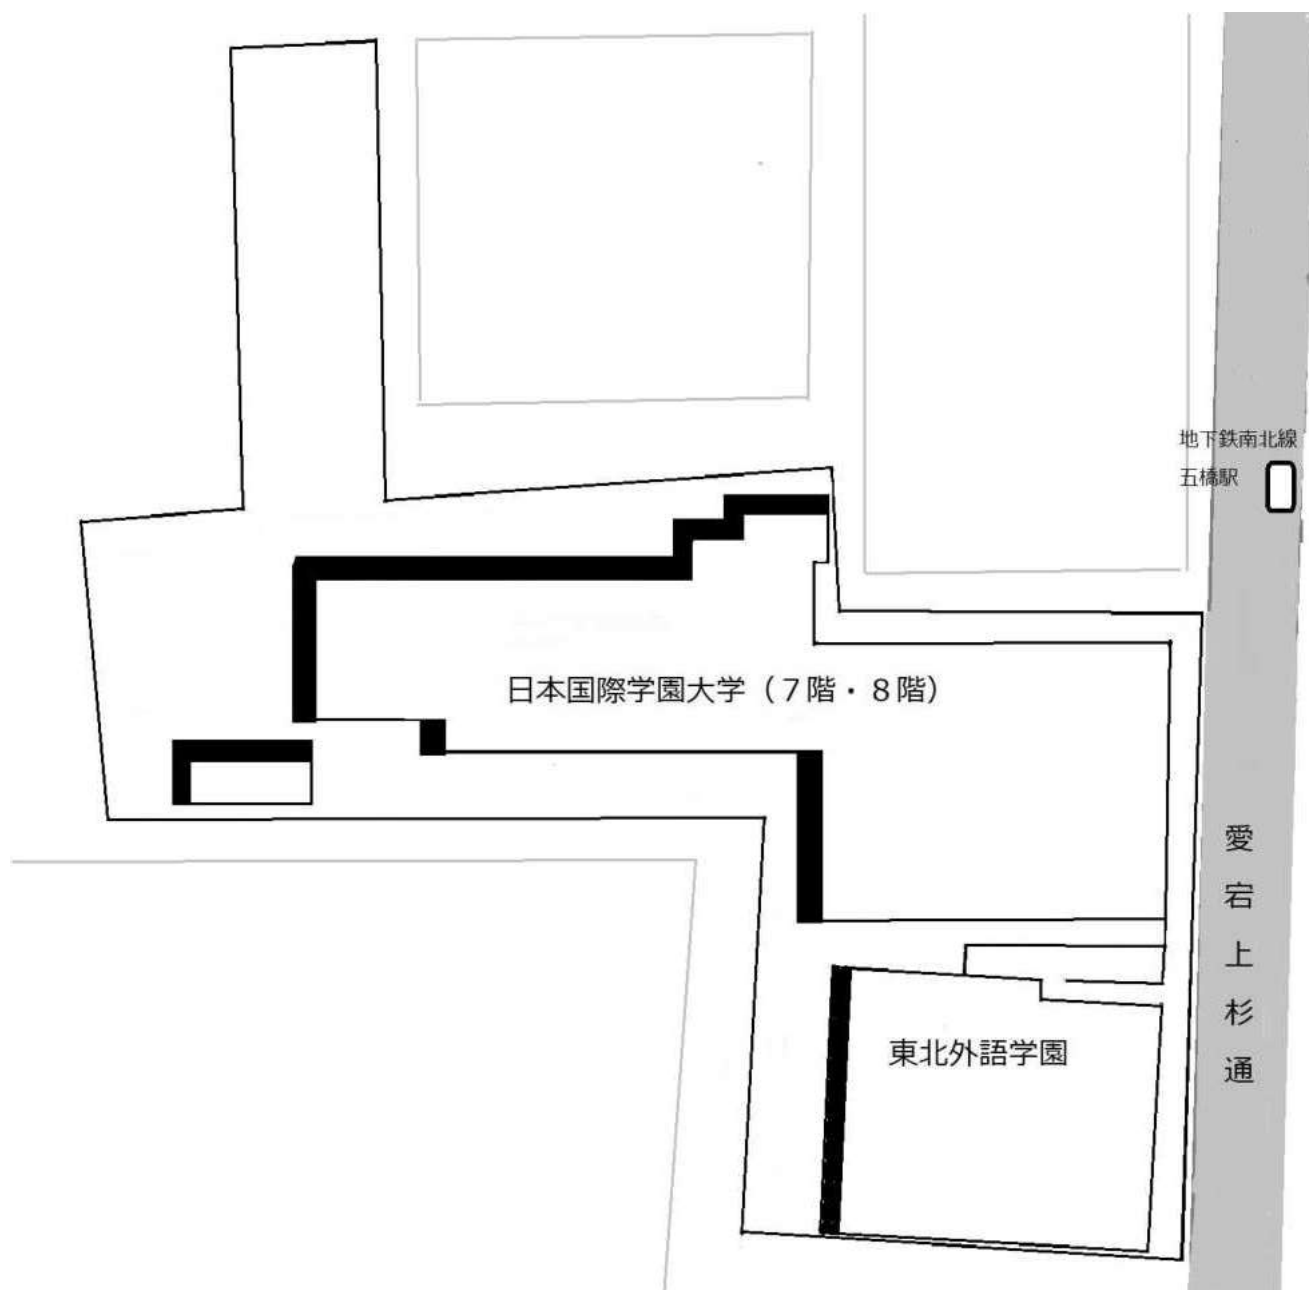 地下鉄南北線
五橋駅
日本国際学園大学（７階・８階）
愛宕上杉通
東北外語学園